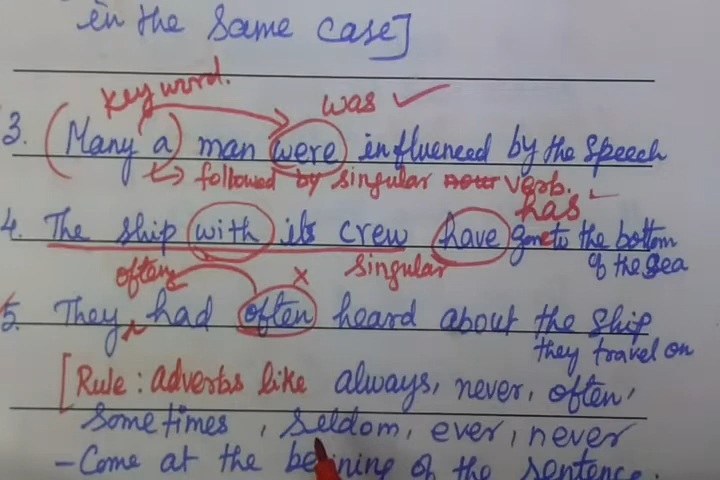 in the same case]
key word. was ✓
3. (Many a) man were influenced by the speech
↳ followed by singular noun verb.
has
4. The ship with its crew have gone to the bottom
of the sea
often × singular
5. They had often heard about the ship
they travel on
[Rule: adverbs like always, never, often,
sometimes, seldom, ever, never
- Come at the of the sentence.